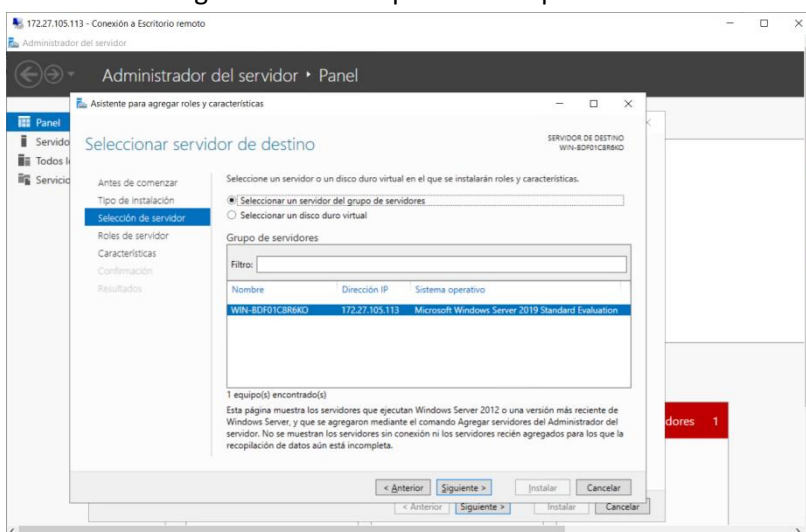 172.27.105.113 - Conexión a Escritorio remoto
Administrador del servidor
Administrador del servidor • Panel
Asistente para agregar roles y características
Panel
Servido
Todos l
Servicio
Seleccionar servidor de destino
SERVIDOR DE DESTINO
WIN-BDF01C8R6KO
Antes de comenzar
Tipo de instalación
Selección de servidor
Roles de servidor
Características
Confirmación
Resultados
Seleccione un servidor o un disco duro virtual en el que se instalarán roles y características.
Seleccionar un servidor del grupo de servidores
Seleccionar un disco duro virtual
Grupo de servidores
Filtro:
Nombre Dirección IP Sistema operativo
WIN-BDF01C8R6KO 172.27.105.113 Microsoft Windows Server 2019 Standard Evaluation
1 equipo(s) encontrado(s)
Esta página muestra los servidores que ejecutan Windows Server 2012 o una versión más reciente de
Windows Server, y que se agregaron mediante el comando Agregar servidores del Administrador del
servidor. No se muestran los servidores sin conexión ni los servidores recién agregados para los que la
recopilación de datos aún está incompleta.
dores 1
< Anterior Siguiente > Instalar Cancelar
< Anterior Siguiente > Instalar Cancelar